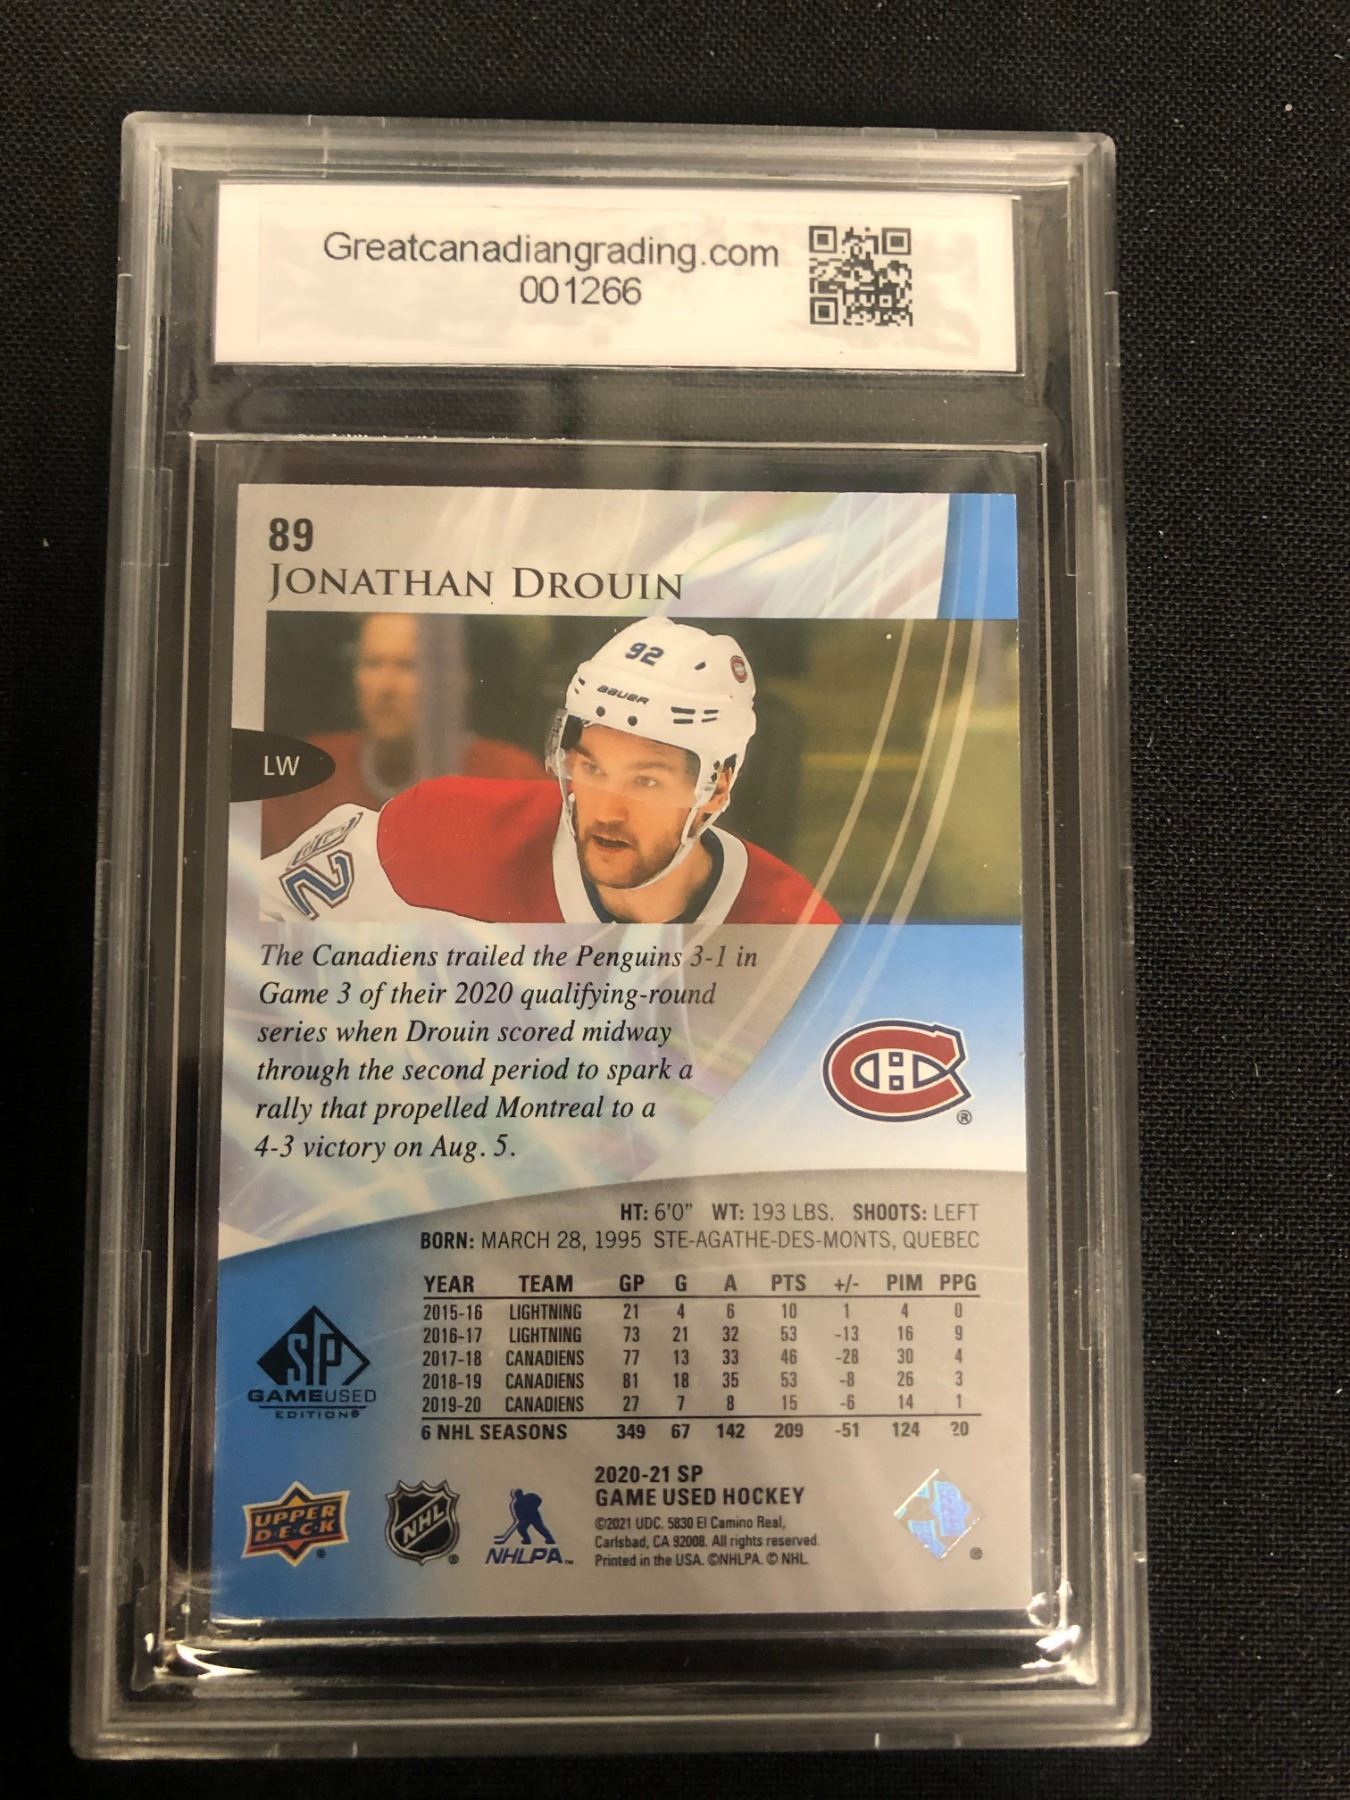 Greatcanadiangrading.com
001266
89
JONATHAN DROUIN
92
BAUER
LW
92
The Canadiens trailed the Penguins 3-1 in
Game 3 of their 2020 qualifying-round
series when Drouin scored midway
through the second period to spark a
rally that propelled Montreal to a
4-3 victory on Aug. 5.
CH
®
HT: 6'0" WT: 193 LBS. SHOOTS: LEFT
BORN: MARCH 28, 1995 STE-AGATHE-DES-MONTS, QUEBEC
YEAR TEAM GP G A PTS +/- PIM PPG
2015-16 LIGHTNING 21 4 6 10 1 4 0
2016-17 LIGHTNING 73 21 32 53 -13 16 9
2017-18 CANADIENS 77 13 33 46 -28 30 4
2018-19 CANADIENS 81 18 35 53 -8 26 3
2019-20 CANADIENS 27 7 8 15 -6 14 1
6 NHL SEASONS 349 67 142 209 -51 124 20
SP
GAMEUSED
EDITION®
UPPER
DECK
®
NHL
®
NHLPA™
2020-21 SP
GAME USED HOCKEY
©2021 UDC. 5830 El Camino Real,
Carlsbad, CA 92008. All rights reserved.
Printed in the USA. ©NHLPA. © NHL.
®